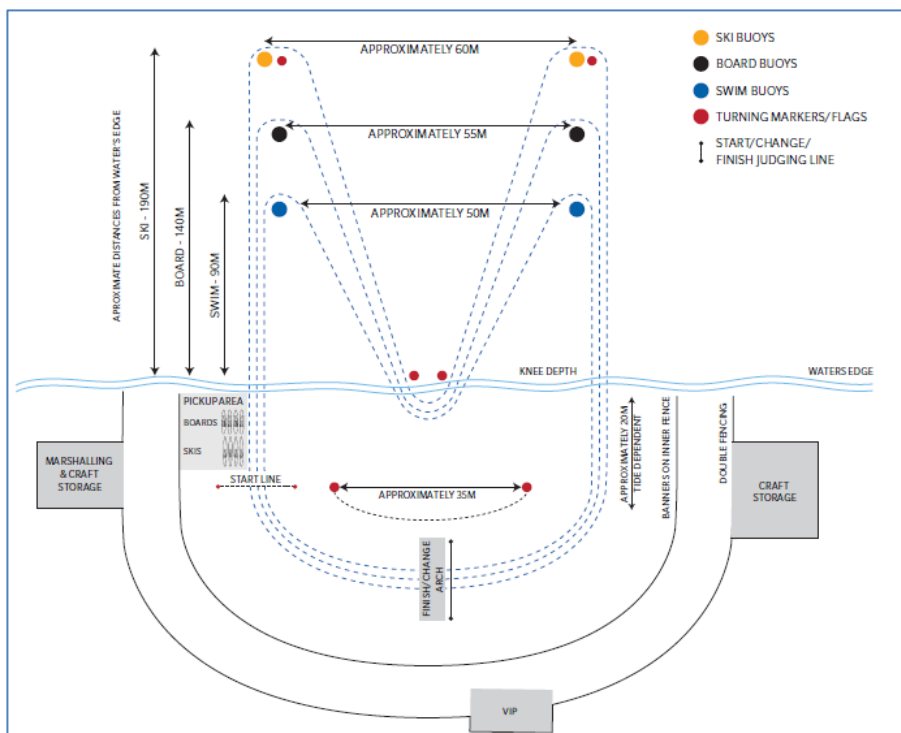 APPROXIMATELY 60M
SKI BUOYS
BOARD BUOYS
SWIM BUOYS
TURNING MARKERS/FLAGS
START/CHANGE/
FINISH JUDGING LINE
APPROXIMATELY 55M
APPROXIMATELY 50M
APROXIMATE DISTANCES FROM WATER'S EDGE
SKI - 190M
BOARD - 140M
SWIM - 90M
KNEE DEPTH
WATERS EDGE
PICKUP AREA
BOARDS
SKIS
MARSHALLING
& CRAFT
STORAGE
START LINE
APPROXIMATELY 35M
APPROXIMATELY 20M
TIDE DEPENDENT
BANNERS ON INNER FENCE
DOUBLE FENCING
CRAFT
STORAGE
FINISH/CHANGE
ARCH
VIP